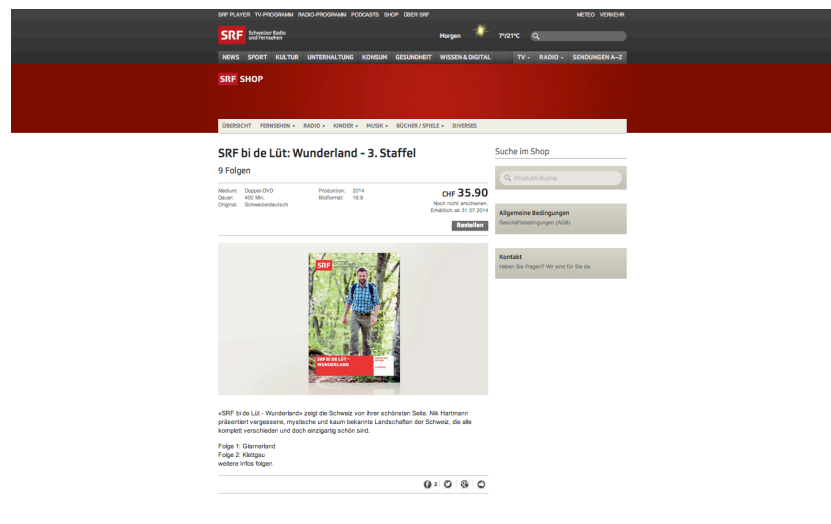 SRF PLAYER TV-PROGRAMM RADIO-PROGRAMM PODCASTS SHOP ÜBER SRF METEO VERKEHR
SRF Schweizer Radio und Fernsehen Morgen 7°/21°C
NEWS SPORT KULTUR UNTERHALTUNG KONSUM GESUNDHEIT WISSEN & DIGITAL TV RADIO SENDUNGEN A–Z
SRF SHOP
ÜBERSICHT FERNSEHEN RADIO KINDER MUSIK BÜCHER / SPIELE DIVERSES
SRF bi de Lüt: Wunderland - 3. Staffel
9 Folgen
Medium: Doppel-DVD Produktion: 2014
Dauer: 400 Min. Bildformat: 16:9
Original: Schweizerdeutsch
CHF 35.90
Noch nicht erschienen.
Erhältlich ab 31.07.2014
Bestellen
SRF
SRF BI DE LÜT –
WUNDERLAND
«SRF bi de Lüt - Wunderland» zeigt die Schweiz von ihrer schönsten Seite. Nik Hartmann
präsentiert vergessene, mystische und kaum bekannte Landschaften der Schweiz, die alle
komplett verschieden und doch einzigartig schön sind.
Folge 1: Glarnerland
Folge 2: Klettgau
weitere Infos folgen
2
Suche im Shop
Produkt-Suche
Allgemeine Bedingungen
Geschäftsbedingungen (AGB)
Kontakt
Haben Sie Fragen? Wir sind für Sie da.